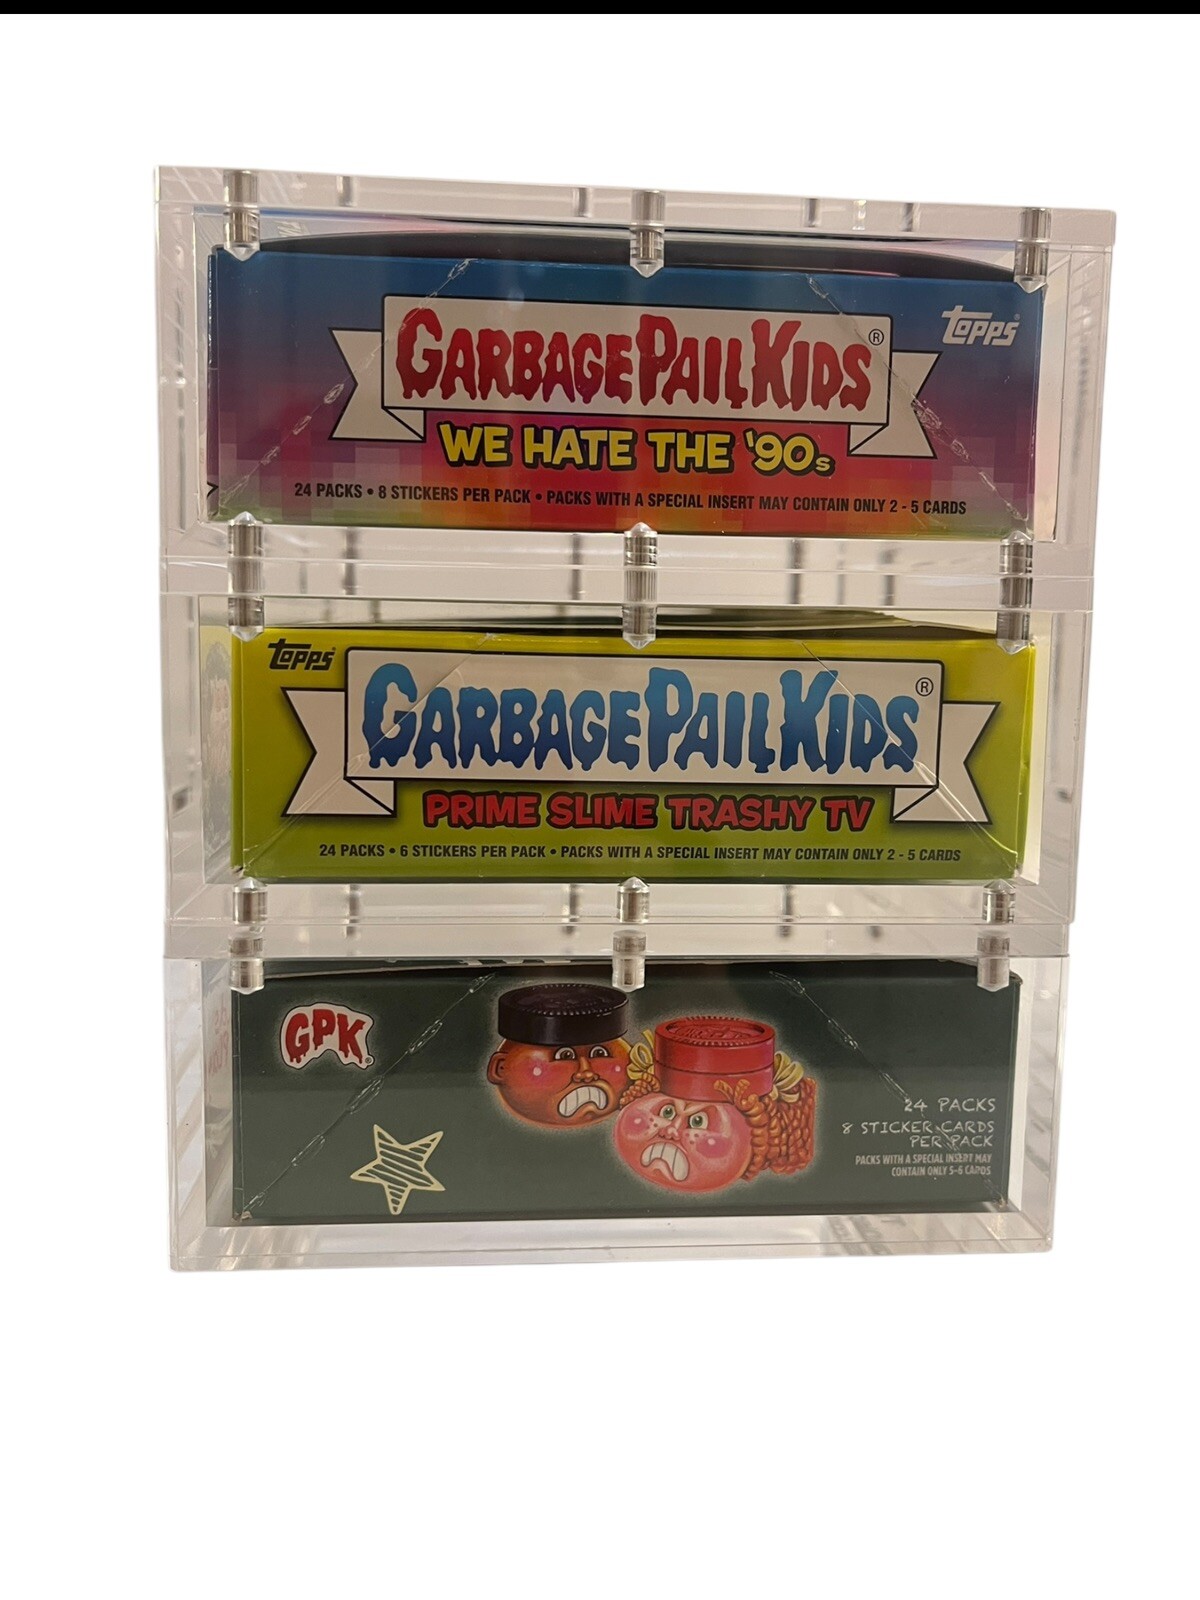 GARBAGE PAIL KIDS®
topps®
WE HATE THE '90s
24 PACKS • 8 STICKERS PER PACK • PACKS WITH A SPECIAL INSERT MAY CONTAIN ONLY 2 - 5 CARDS
topps®
GARBAGE PAIL KIDS®
PRIME SLIME TRASHY TV
24 PACKS • 6 STICKERS PER PACK • PACKS WITH A SPECIAL INSERT MAY CONTAIN ONLY 2 - 5 CARDS
GPK®
24 PACKS
8 STICKER CARDS
PER PACK
PACKS WITH A SPECIAL INSERT MAY
CONTAIN ONLY 5-6 CARDS